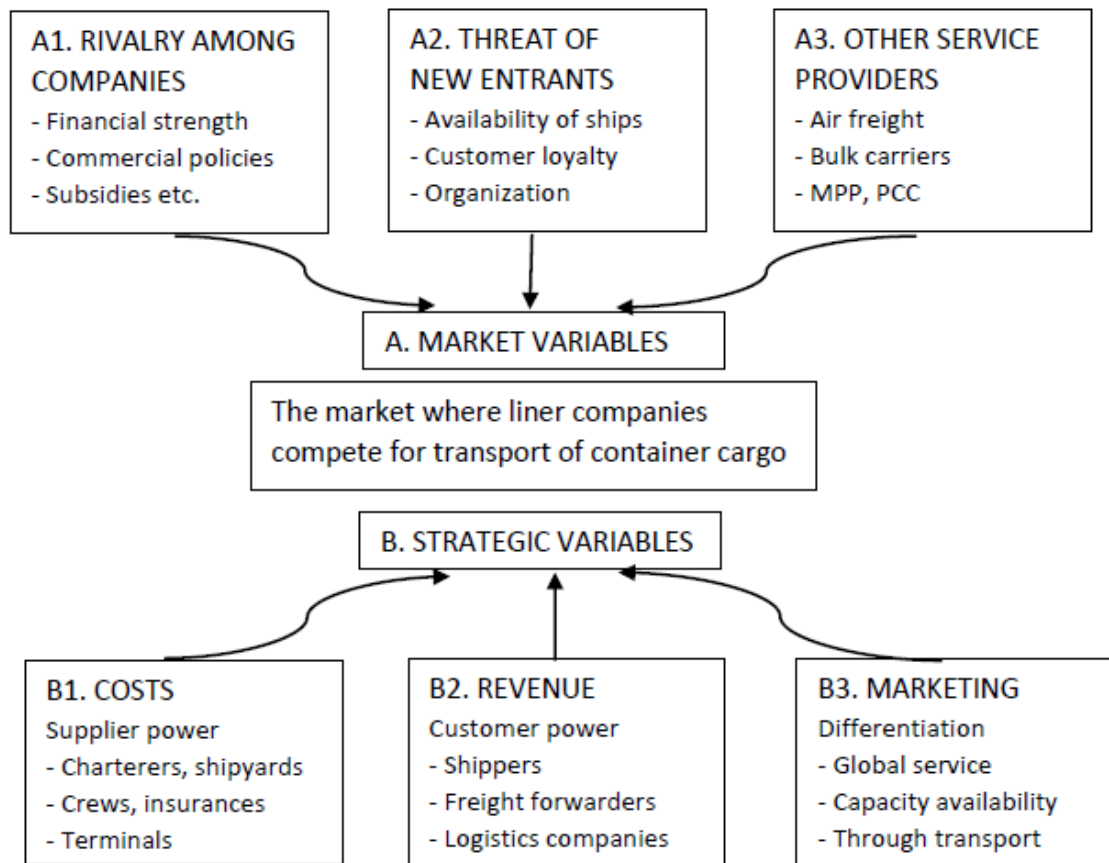 A1. RIVALRY AMONG
COMPANIES
- Financial strength
- Commercial policies
- Subsidies etc.
A2. THREAT OF
NEW ENTRANTS
- Availability of ships
- Customer loyalty
- Organization
A3. OTHER SERVICE
PROVIDERS
- Air freight
- Bulk carriers
- MPP, PCC
A. MARKET VARIABLES
The market where liner companies
compete for transport of container cargo
B. STRATEGIC VARIABLES
B1. COSTS
Supplier power
- Charterers, shipyards
- Crews, insurances
- Terminals
B2. REVENUE
Customer power
- Shippers
- Freight forwarders
- Logistics companies
B3. MARKETING
Differentiation
- Global service
- Capacity availability
- Through transport